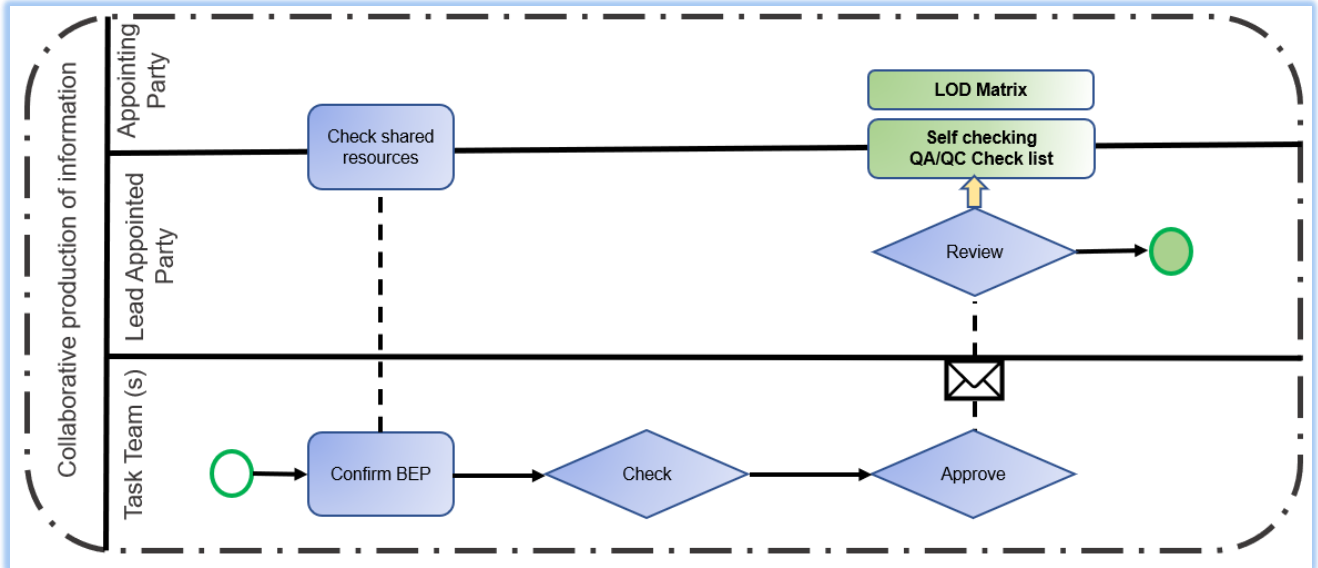 Collaborative production of information
Appointing
Party
Lead Appointed
Party
Task Team (s)
Check shared
resources
LOD Matrix
Self checking
QA/QC Check list
Review
Confirm BEP
Check
Approve